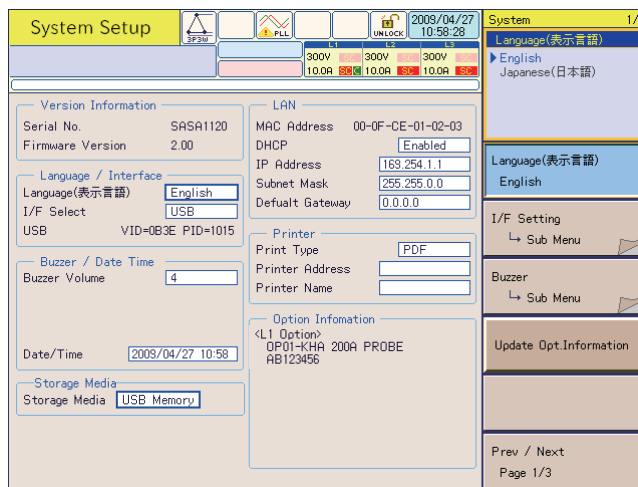 System Setup
3P3W
PLL
UNLOCK
2009/04/27
10:58:28
L1 L2 L3
300V SC 300V SC 300V SC
10.0A SC C 10.0A SC 10.0A SC
Version Information
Serial No. SASA1120
Firmware Version 2.00
Language / Interface
Language(表示言語) English
I/F Select USB
USB VID=0B3E PID=1015
Buzzer / Date Time
Buzzer Volume 4
Date/Time 2009/04/27 10:58
Storage Media
Storage Media USB Memory
LAN
MAC Address 00-0F-CE-01-02-03
DHCP Enabled
IP Address 169.254.1.1
Subnet Mask 255.255.0.0
Defualt Gateway 0.0.0.0
Printer
Print Type PDF
Printer Address
Printer Name
Option Infomation
<L1 Option>
OP01-KHA 200A PROBE
AB123456
System 1/
Language(表示言語)
English
Japanese(日本語)
Language(表示言語)
English
I/F Setting
Sub Menu
Buzzer
Sub Menu
Update Opt.Information
Prev / Next
Page 1/3